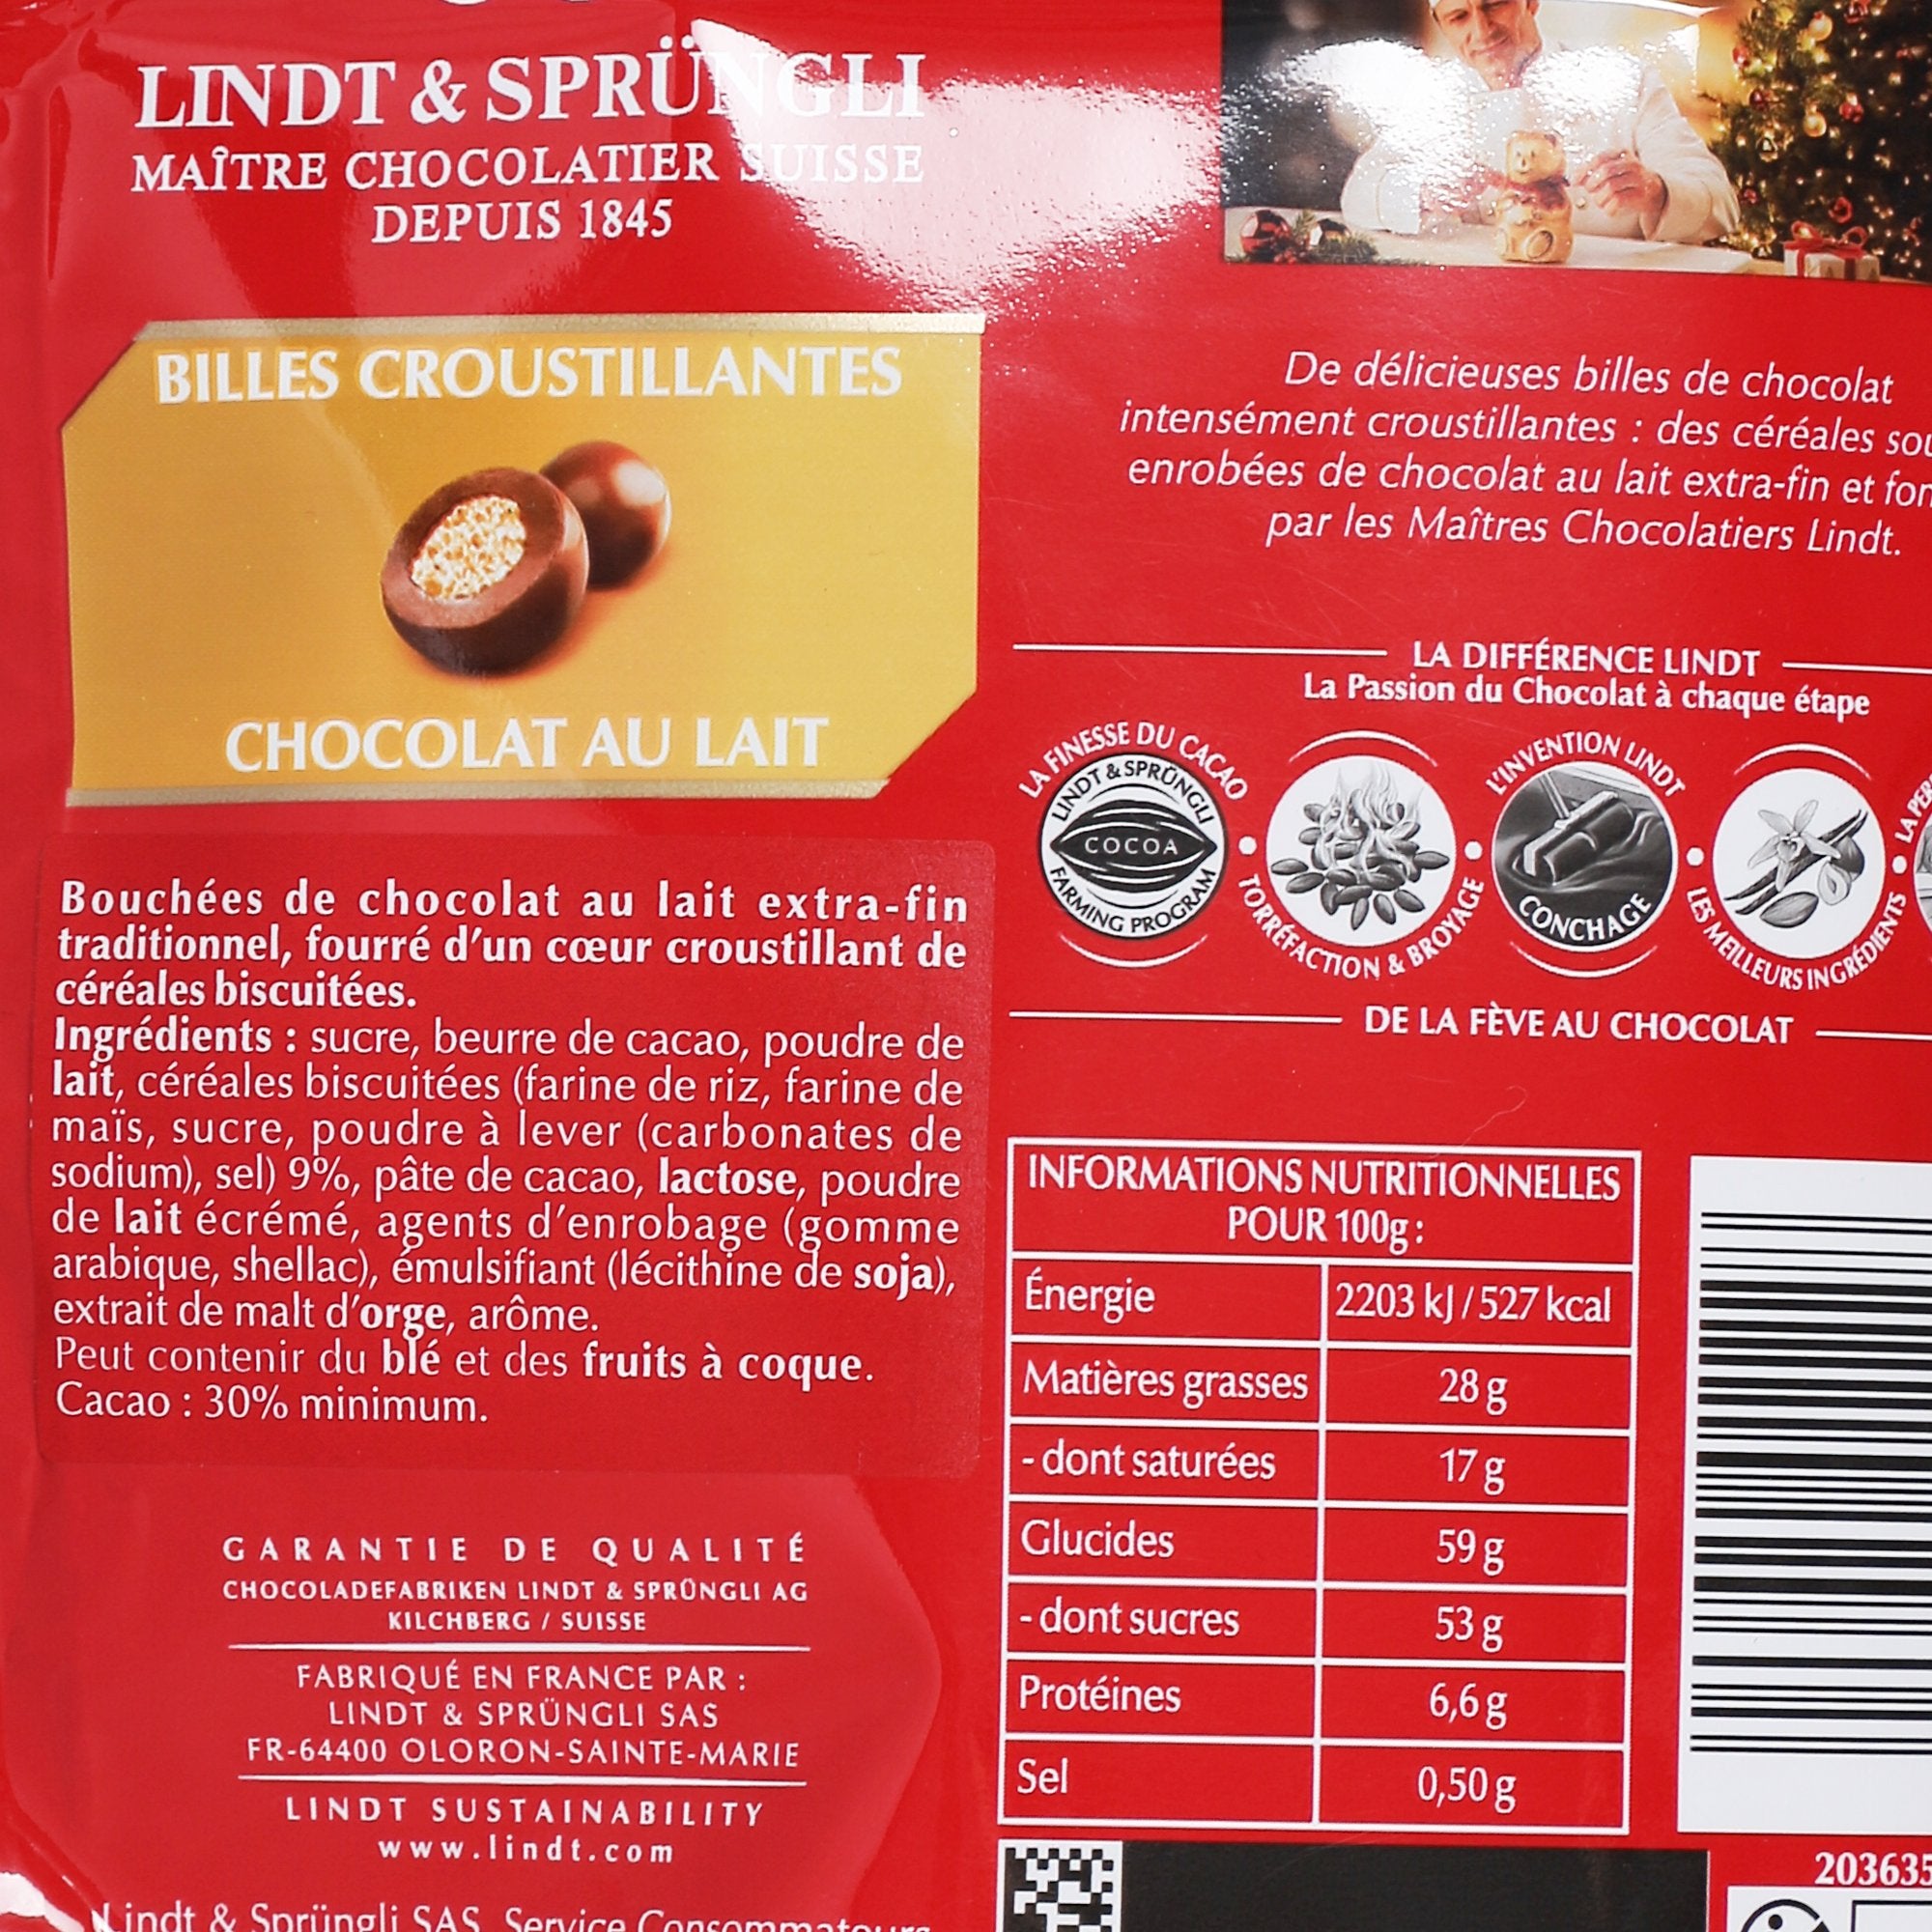 LINDT & SPRÜNGLI
MAÎTRE CHOCOLATIER SUISSE
DEPUIS 1845
BILLES CROUSTILLANTES
CHOCOLAT AU LAIT
Bouchées de chocolat au lait extra-fin
traditionnel, fourré d'un cœur croustillant de
céréales biscuitées.
Ingrédients : sucre, beurre de cacao, poudre de
lait, céréales biscuitées (farine de riz, farine de
maïs, sucre, poudre à lever (carbonates de
sodium), sel) 9%, pâte de cacao, lactose, poudre
de lait écrémé, agents d'enrobage (gomme
arabique, shellac), émulsifiant (lécithine de soja),
extrait de malt d'orge, arôme.
Peut contenir du blé et des fruits à coque.
Cacao : 30% minimum.
GARANTIE DE QUALITÉ
CHOCOLADEFABRIKEN LINDT & SPRÜNGLI AG
KILCHBERG / SUISSE
FABRIQUÉ EN FRANCE PAR :
LINDT & SPRÜNGLI SAS
FR-64400 OLORON-SAINTE-MARIE
LINDT SUSTAINABILITY
www.lindt.com
Lindt & Sprüngli SAS Service Consommateurs
De délicieuses billes de chocolat
intensément croustillantes : des céréales
enrobées de chocolat au lait extra-fin et
par les Maîtres Chocolatiers Lindt.
LA DIFFÉRENCE LINDT
La Passion du Chocolat à chaque étape
LA FINESSE DU CACAO
LINDT & SPRÜNGLI
COCOA
FARMING PROGRAM
TORRÉFACTION & BROYAGE
L'INVENTION LINDT
CONCHAGE
LES MEILLEURS INGRÉDIENTS
LA
DE LA FÈVE AU CHOCOLAT
INFORMATIONS NUTRITIONNELLES
POUR 100g :
Énergie 2203 kJ / 527 kcal
Matières grasses 28 g
- dont saturées 17 g
Glucides 59 g
- dont sucres 53 g
Protéines 6,6 g
Sel 0,50 g
203635